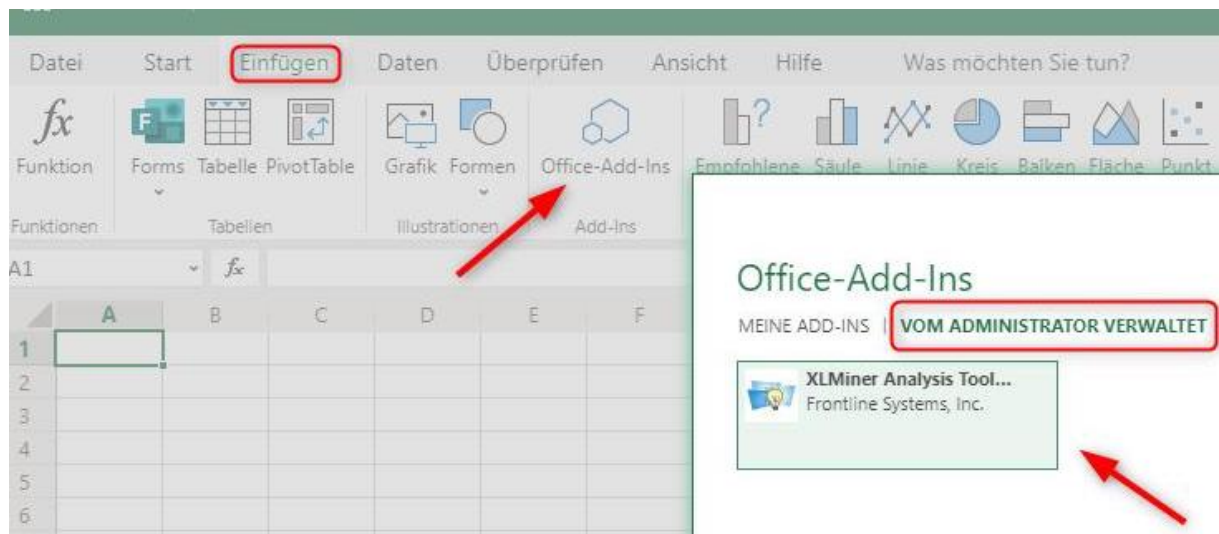 Datei Start Einfügen Daten Überprüfen Ansicht Hilfe Was möchten Sie tun?
fx F ?
Funktion Forms Tabelle PivotTable Grafik Formen Office-Add-Ins Empfohlene Säule Linie Kreis Balken Fläche Punkt
Funktionen Tabellen Illustrationen Add-Ins
A1 fx
A B C D E F
1
2
3
4
5
6
Office-Add-Ins
MEINE ADD-INS | VOM ADMINISTRATOR VERWALTET
XLMiner Analysis Tool...
Frontline Systems, Inc.